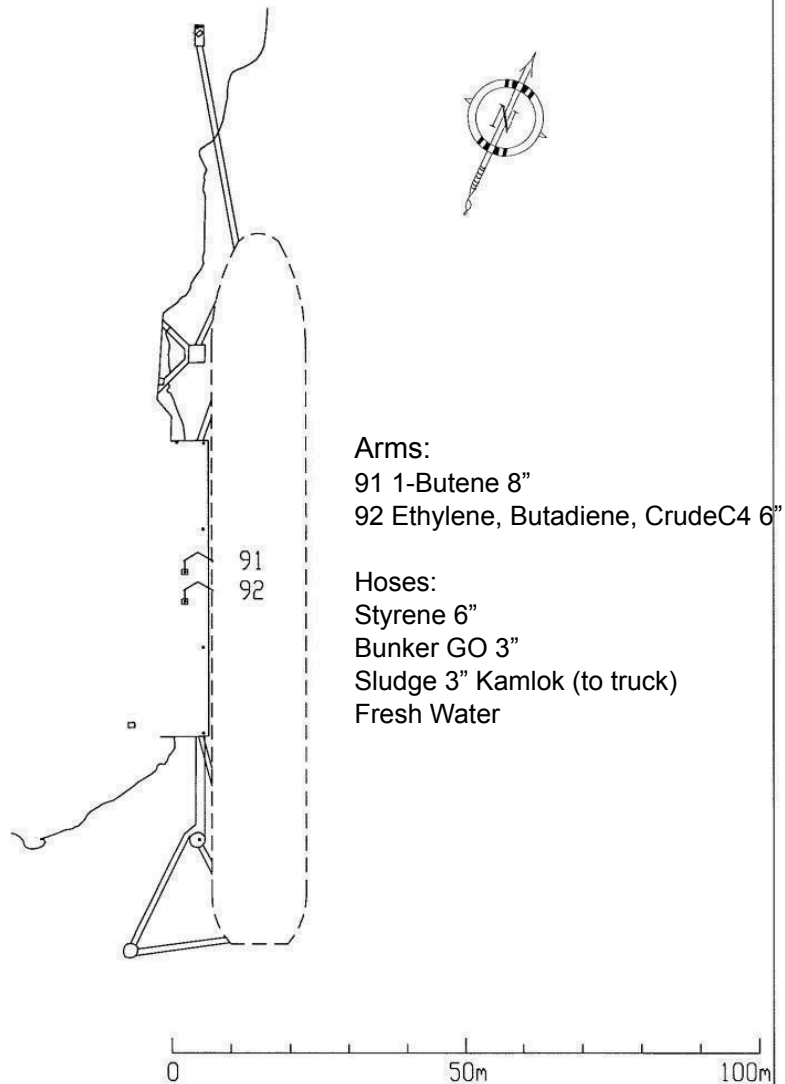 N
Arms:
91 1-Butene 8”
92 Ethylene, Butadiene, CrudeC4 6”
91
92
Hoses:
Styrene 6”
Bunker GO 3”
Sludge 3” Kamlok (to truck)
Fresh Water
0 50m 100m